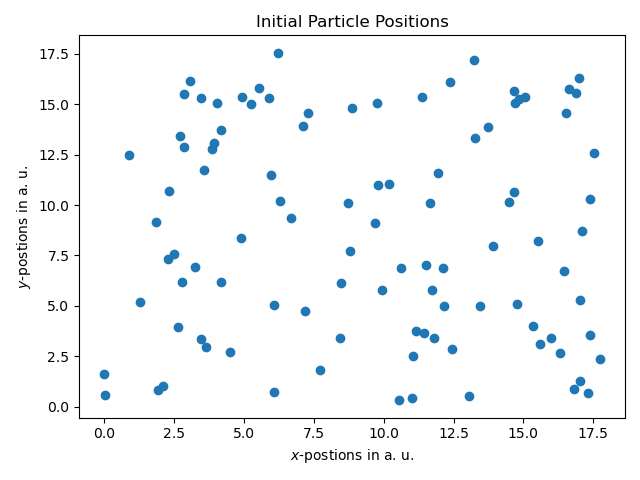 Initial Particle Positions
17.5
15.0
12.5
10.0
7.5
5.0
2.5
0.0
y-postions in a. u.
0.0 2.5 5.0 7.5 10.0 12.5 15.0 17.5
x-postions in a. u.